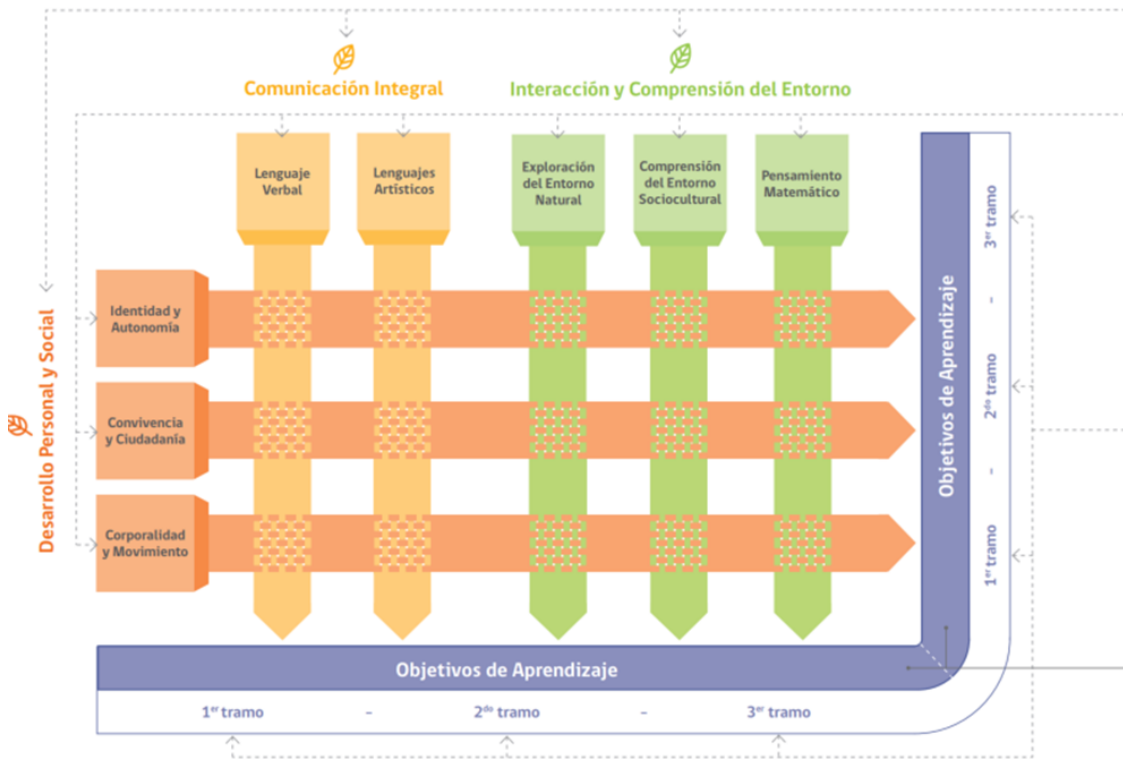 Comunicación Integral
Interacción y Comprensión del Entorno
Lenguaje
Verbal
Lenguajes
Artísticos
Exploración
del Entorno
Natural
Comprensión
del Entorno
Sociocultural
Pensamiento
Matemático
Desarrollo Personal y Social
Identidad y
Autonomía
Convivencia
y Ciudadanía
Corporalidad
y Movimiento
Objetivos de Aprendizaje
1er tramo – 2do tramo – 3er tramo
Objetivos de Aprendizaje
1er tramo – 2do tramo – 3er tramo